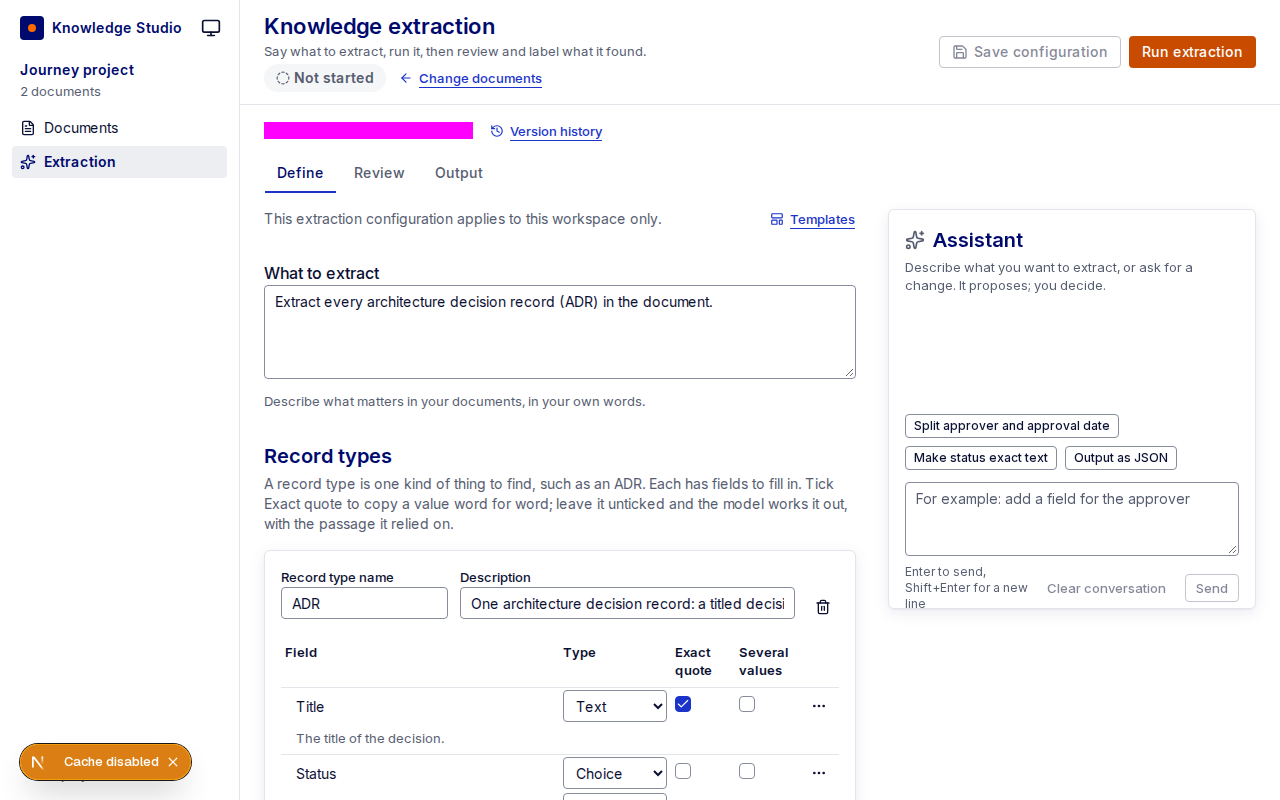 Knowledge Studio
Journey project
2 documents
Documents
Extraction
Cache disabled
Knowledge extraction
Say what to extract, run it, then review and label what it found.
Not started
Change documents
Save configuration
Run extraction
Version history
Define
Review
Output
This extraction configuration applies to this workspace only.
Templates
What to extract
Extract every architecture decision record (ADR) in the document.
Describe what matters in your documents, in your own words.
Record types
A record type is one kind of thing to find, such as an ADR. Each has fields to fill in. Tick
Exact quote to copy a value word for word; leave it unticked and the model works it out,
with the passage it relied on.
Record type name
Description
ADR
One architecture decision record: a titled decisi
Field
Type
Exact
quote
Several
values
Title
Text
The title of the decision.
Status
Choice
Assistant
Describe what you want to extract, or ask for a
change. It proposes; you decide.
Split approver and approval date
Make status exact text
Output as JSON
For example: add a field for the approver
Enter to send,
Shift+Enter for a new
line
Clear conversation
Send